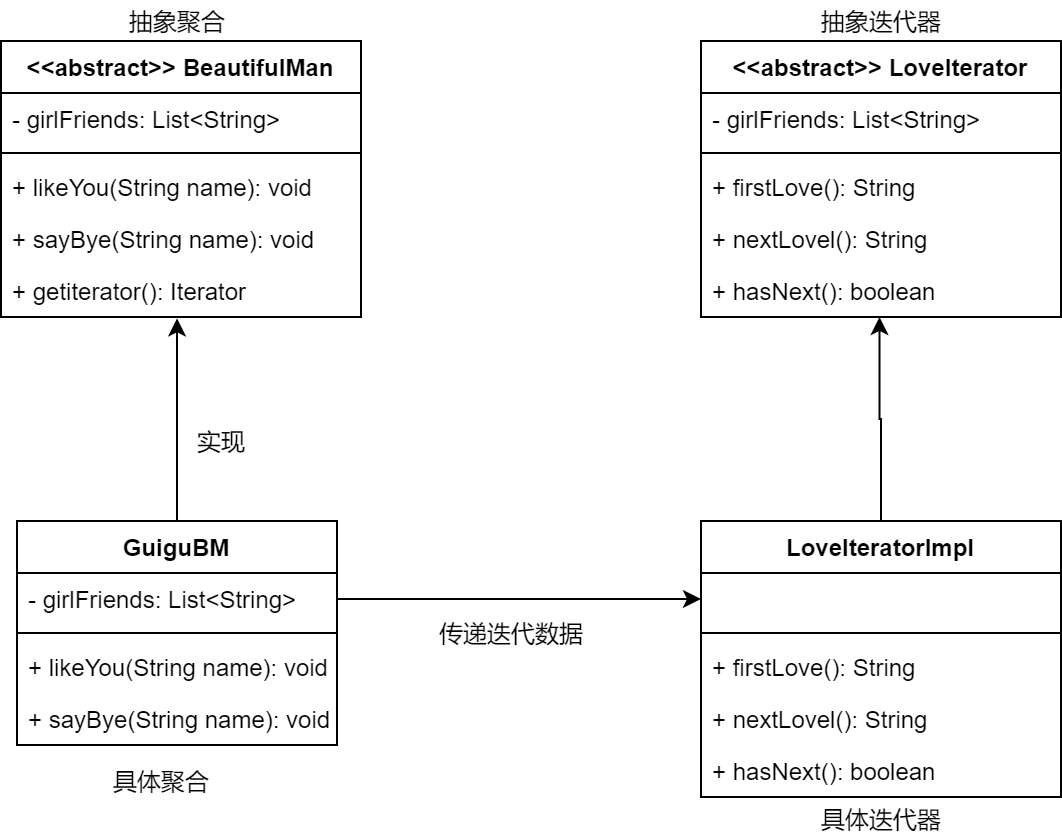 抽象聚合
<<abstract>> BeautifulMan
- girlFriends: List<String>
+ likeYou(String name): void
+ sayBye(String name): void
+ getiterator(): Iterator
抽象迭代器
<<abstract>> LoveIterator
- girlFriends: List<String>
+ firstLove(): String
+ nextLovel(): String
+ hasNext(): boolean
实现
GuiguBM
- girlFriends: List<String>
+ likeYou(String name): void
+ sayBye(String name): void
具体聚合
传递迭代数据
LoveIteratorImpl
+ firstLove(): String
+ nextLovel(): String
+ hasNext(): boolean
具体迭代器